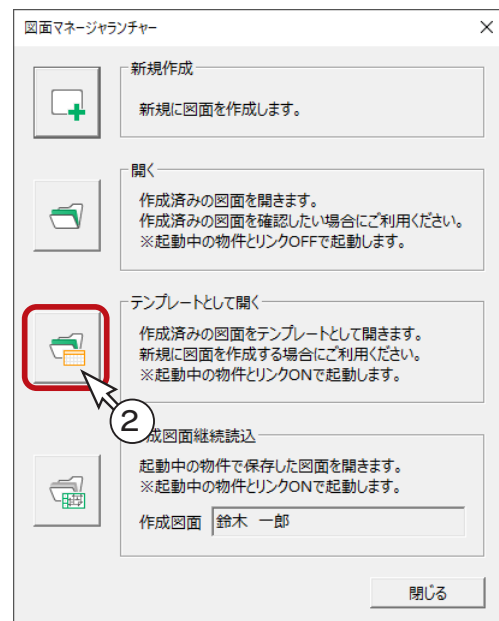 図面マネージャランチャー
新規作成
新規に図面を作成します。
開く
作成済みの図面を開きます。
作成済みの図面を確認したい場合にご利用ください。
※起動中の物件とリンクOFFで起動します。
テンプレートとして開く
作成済みの図面をテンプレートとして開きます。
新規に図面を作成する場合にご利用ください。
※起動中の物件とリンクONで起動します。
②
成図面継続読込
起動中の物件で保存した図面を開きます。
※起動中の物件とリンクONで起動します。
作成図面 鈴木 一郎
閉じる